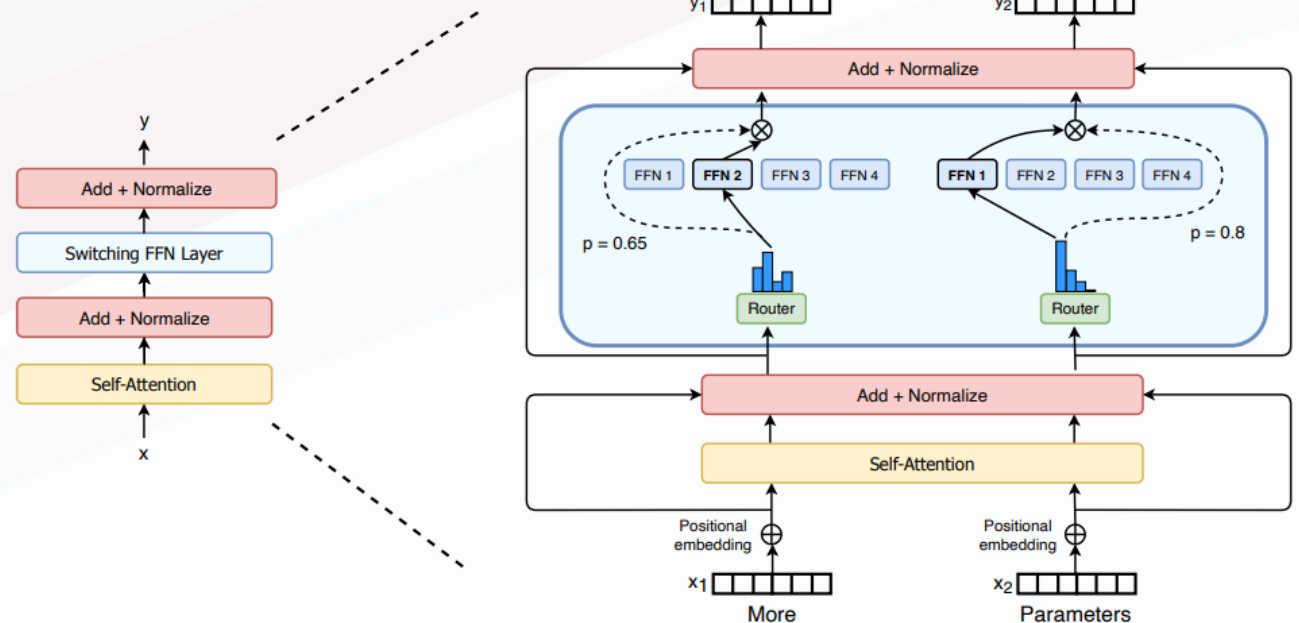 y
Add + Normalize
Switching FFN Layer
Add + Normalize
Self-Attention
x
y1 y2
Add + Normalize
FFN 1 FFN 2 FFN 3 FFN 4 FFN 1 FFN 2 FFN 3 FFN 4
p = 0.65 p = 0.8
Router Router
Add + Normalize
Self-Attention
Positional Positional
embedding embedding
x1 x2
More Parameters